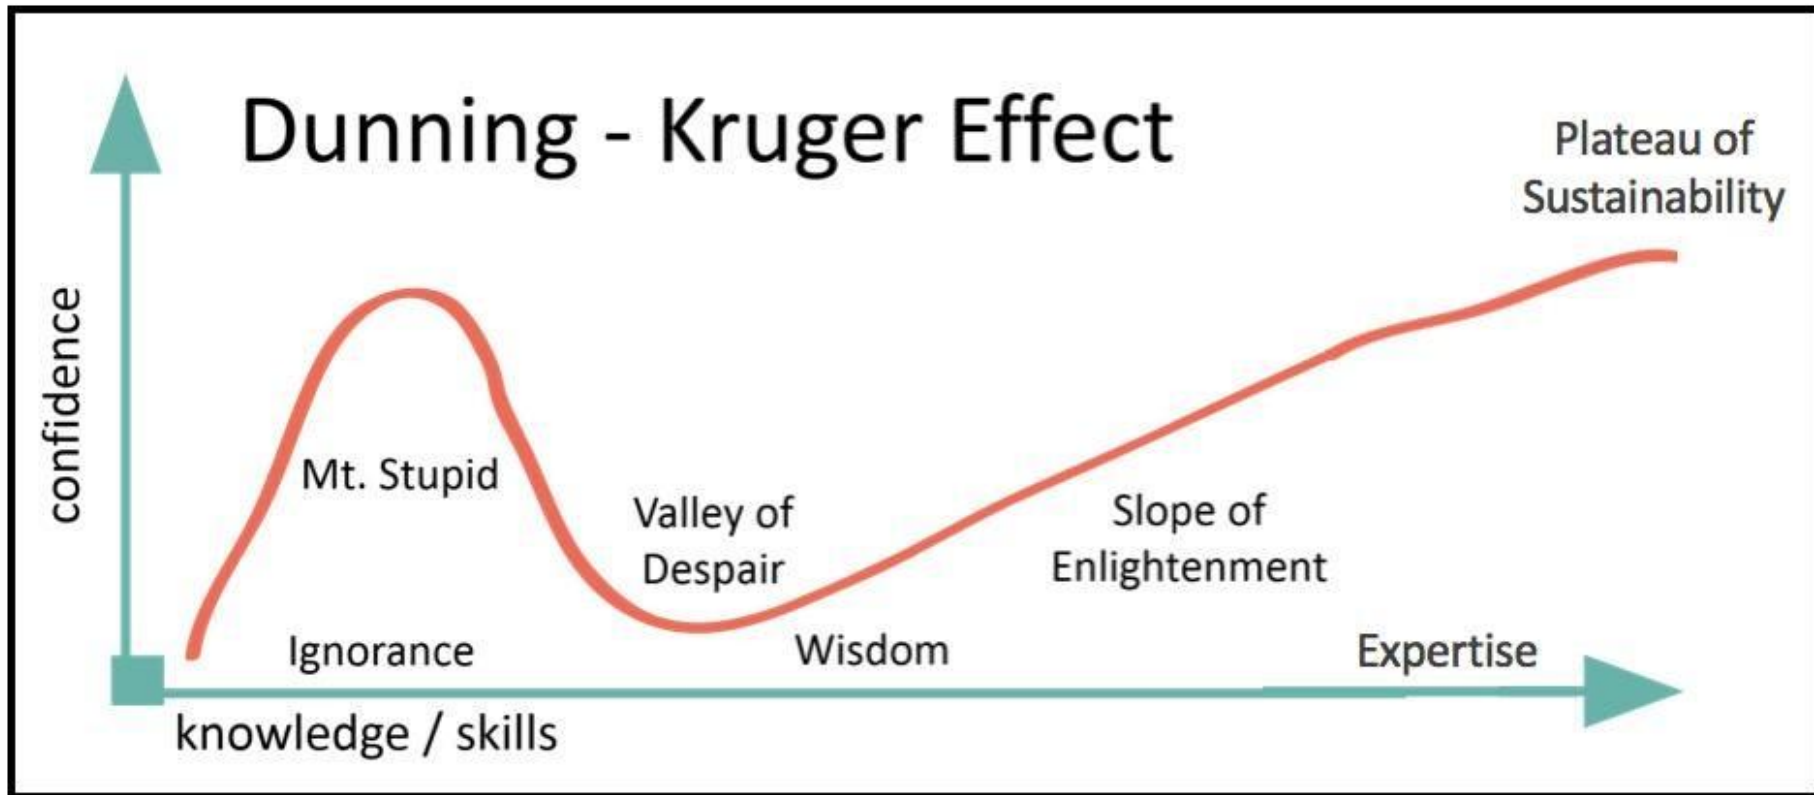 Dunning - Kruger Effect
Plateau of
Sustainability
confidence
Mt. Stupid
Valley of
Despair
Slope of
Enlightenment
Ignorance
Wisdom
Expertise
knowledge / skills